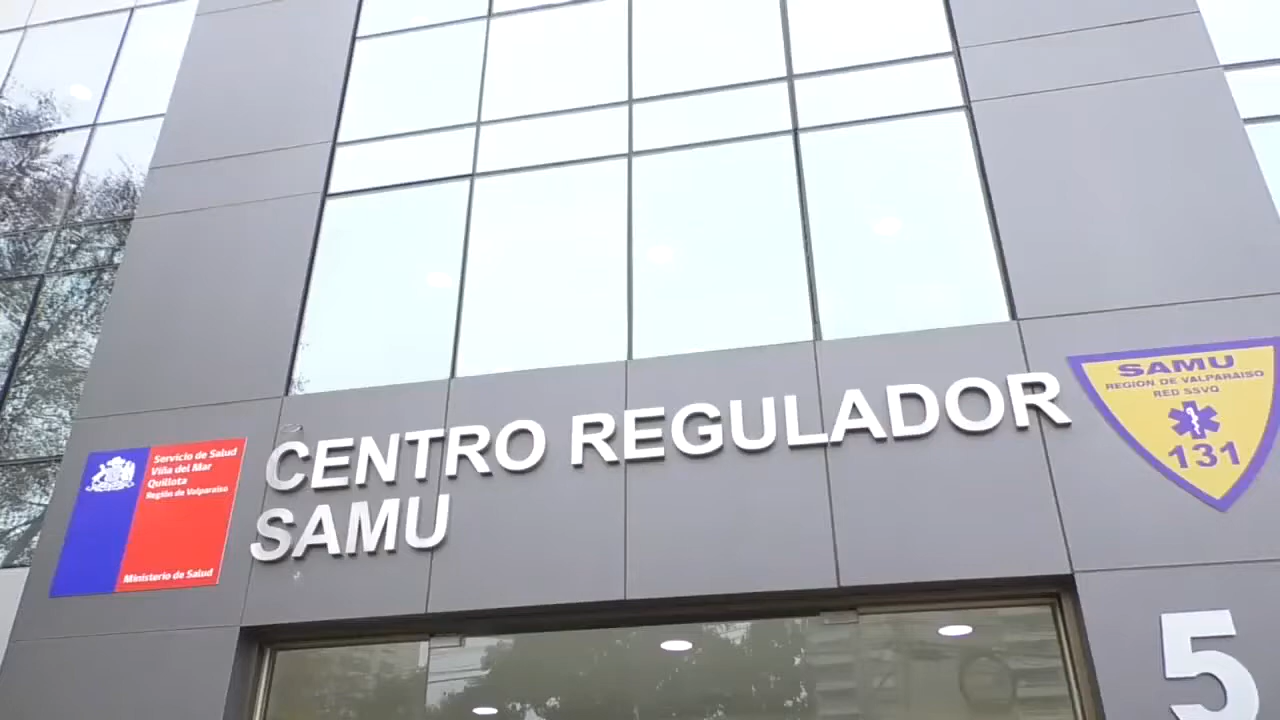 Servicio de Salud
Viña del Mar
Quillota
Región de Valparaíso
Ministerio de Salud
CENTRO REGULADOR
SAMU
SAMU
REGION DE VALPARAISO
RED SSVQ
131
5